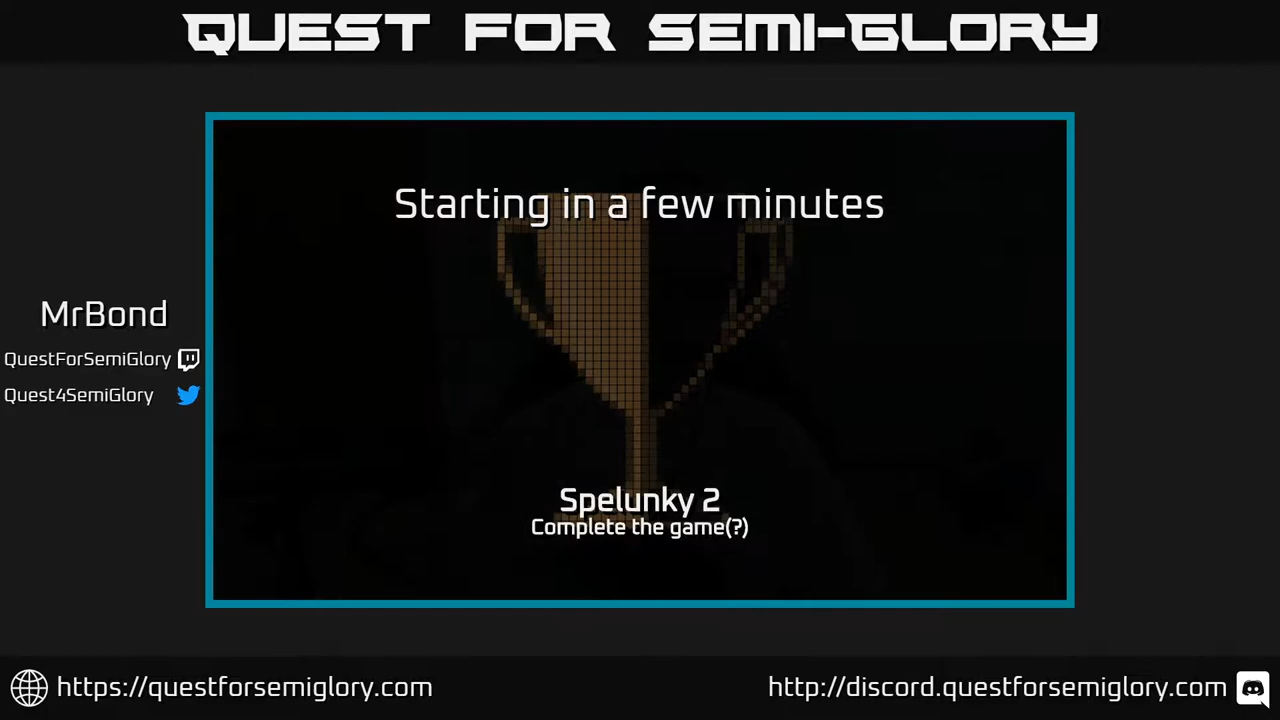 QUEST FOR SEMI-GLORY
Starting in a few minutes
MrBond
QuestForSemiGlory
Quest4SemiGlory
Spelunky 2
Complete the game(?)
https://questforsemiglory.com
http://discord.questforsemiglory.com